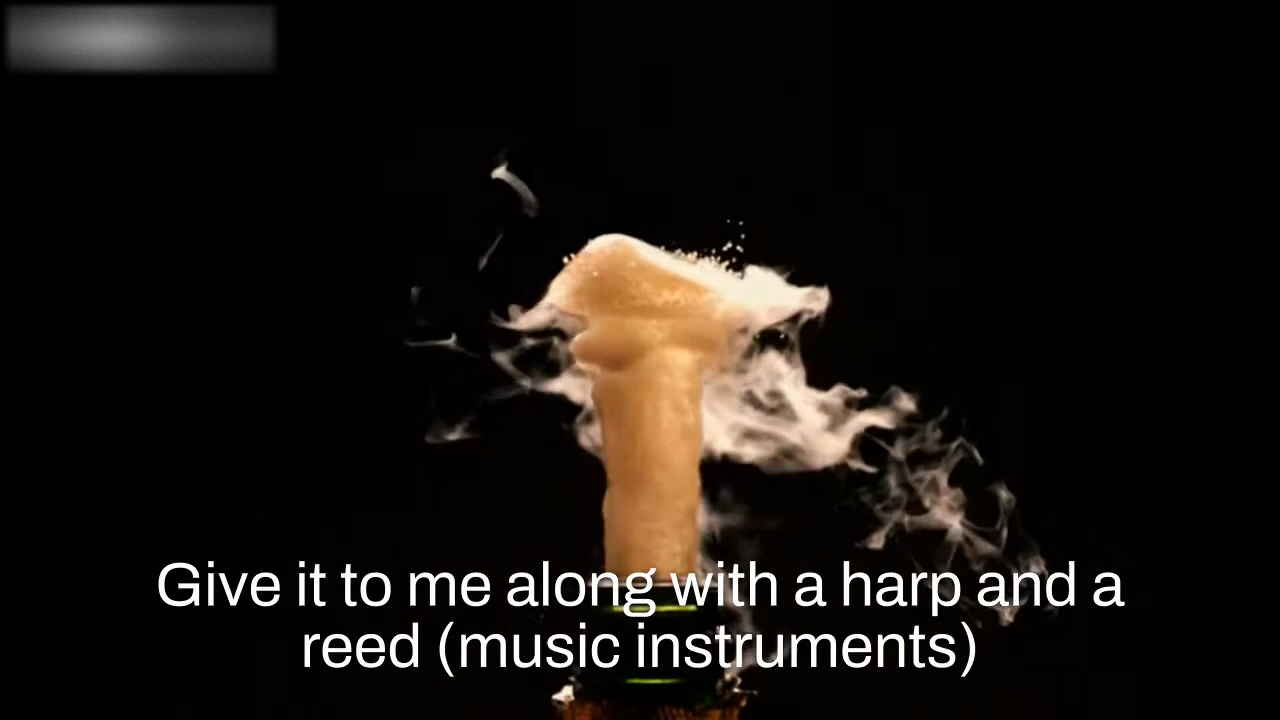 Give it to me along with a harp and a
reed (music instruments)